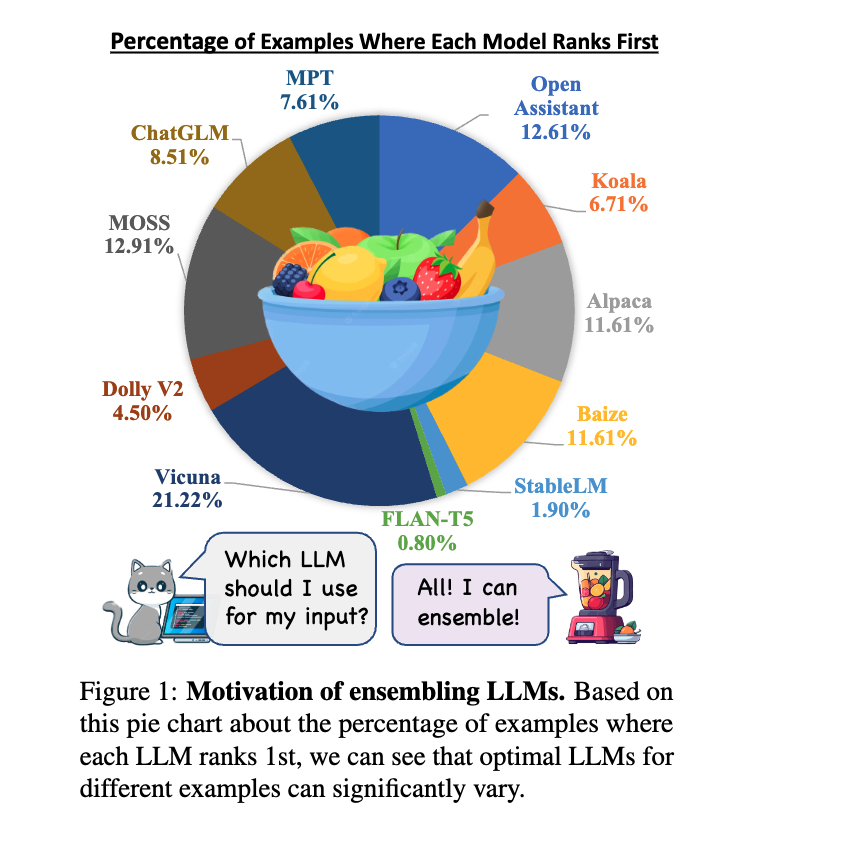 Percentage of Examples Where Each Model Ranks First
MPT
7.61%
Open
Assistant
12.61%
ChatGLM
8.51%
Koala
6.71%
MOSS
12.91%
Alpaca
11.61%
Dolly V2
4.50%
Baize
11.61%
Vicuna
21.22%
StableLM
1.90%
FLAN-T5
0.80%
Which LLM
should I use
for my input?
All! I can
ensemble!
Figure 1: Motivation of ensembling LLMs. Based on
this pie chart about the percentage of examples where
each LLM ranks 1st, we can see that optimal LLMs for
different examples can significantly vary.